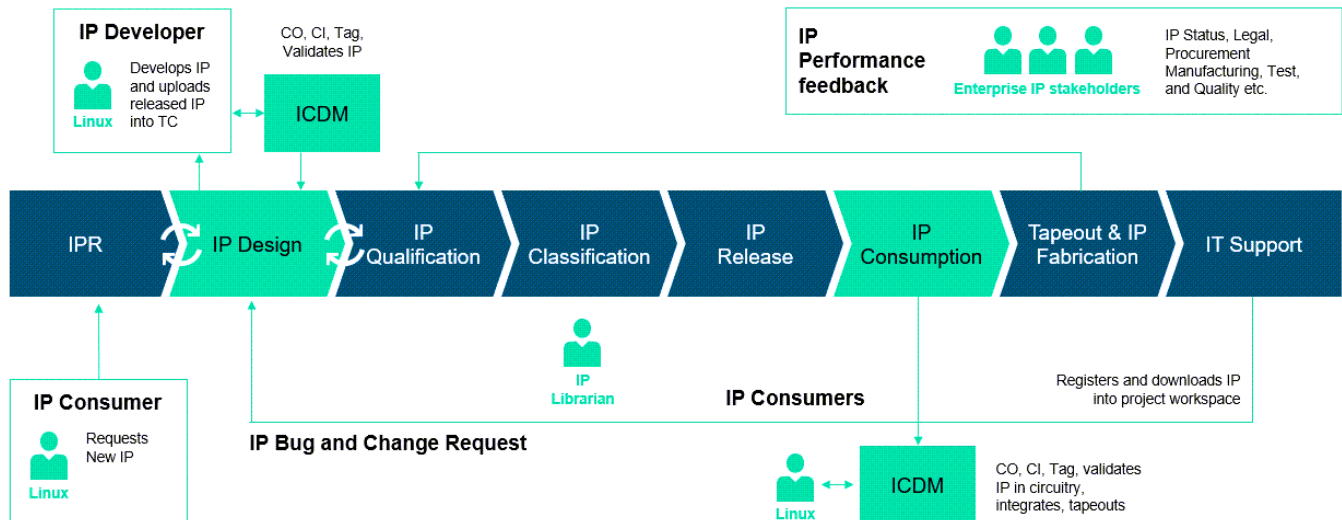 IP Developer
Linux
Develops IP
and uploads
released IP
into TC
CO, CI, Tag,
Validates IP
ICDM
IP
Performance
feedback
Enterprise IP stakeholders
IP Status, Legal,
Procurement
Manufacturing, Test,
and Quality etc.
IPR
IP Design
IP
Qualification
IP
Classification
IP
Release
IP
Consumption
Tapeout & IP
Fabrication
IT Support
IP Consumer
Linux
Requests
New IP
IP
Librarian
IP Consumers
Registers and downloads IP
into project workspace
IP Bug and Change Request
Linux
ICDM
CO, CI, Tag, validates
IP in circuitry,
integrates, tapeouts